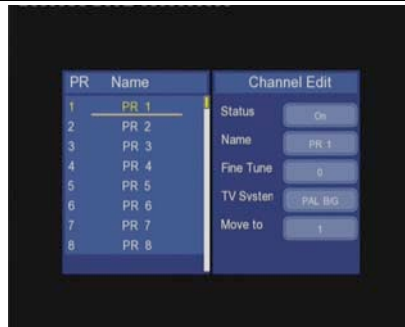 PR Name
1 PR 1
2 PR 2
3 PR 3
4 PR 4
5 PR 5
6 PR 6
7 PR 7
8 PR 8
Channel Edit
Status On
Name PR 1
Fine Tune 0
TV System PAL B/G
Move to 1